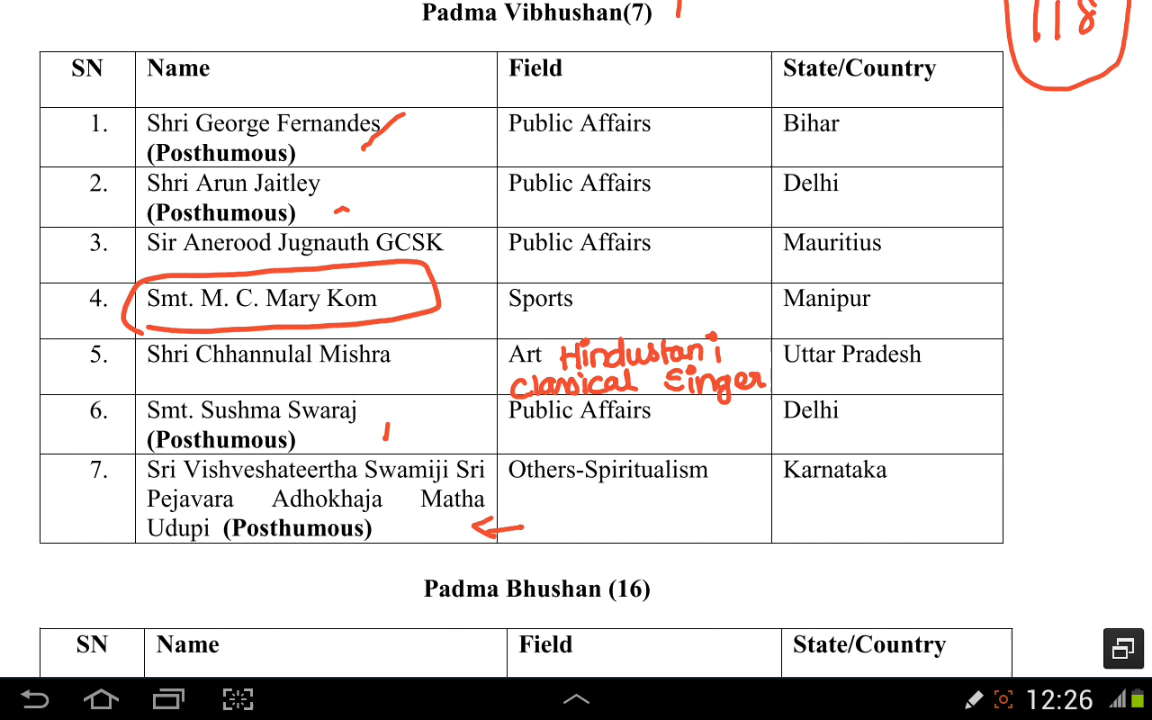 Padma Vibhushan(7)
118
SN Name Field State/Country
1. Shri George Fernandes Public Affairs Bihar
(Posthumous)
2. Shri Arun Jaitley Public Affairs Delhi
(Posthumous)
3. Sir Anerood Jugnauth GCSK Public Affairs Mauritius
4. Smt. M. C. Mary Kom Sports Manipur
5. Shri Chhannulal Mishra Art Hindustani Uttar Pradesh
Classical Singer
6. Smt. Sushma Swaraj Public Affairs Delhi
(Posthumous)
7. Sri Vishveshateertha Swamiji Sri Others-Spiritualism Karnataka
Pejavara Adhokhaja Matha
Udupi (Posthumous)
Padma Bhushan (16)
SN Name Field State/Country
12:26